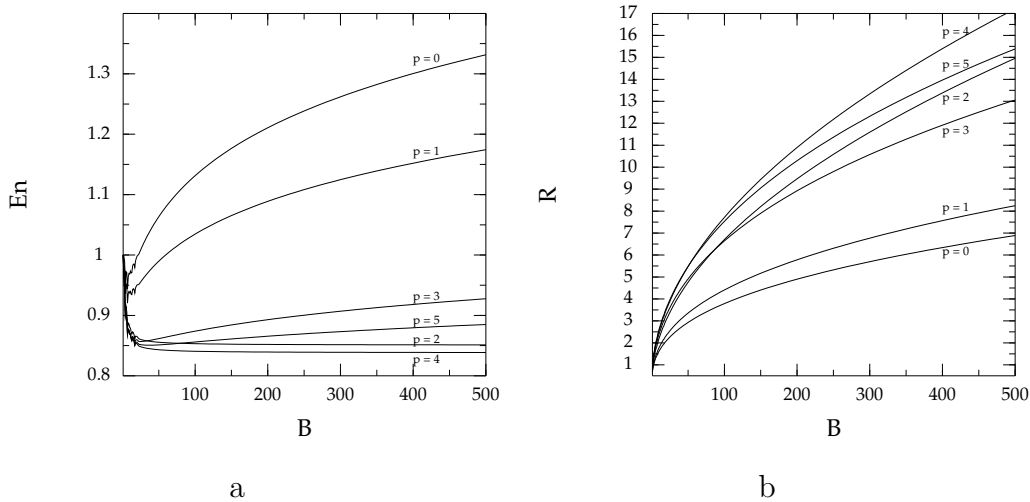 En
1.3
1.2
1.1
1
0.9
0.8
p = 0
p = 1
p = 3
p = 5
p = 2
p = 4
100
200
300
400
500
B
a
R
17
16
15
14
13
12
11
10
9
8
7
6
5
4
3
2
1
p = 4
p = 5
p = 2
p = 3
p = 1
p = 0
100
200
300
400
500
B
b